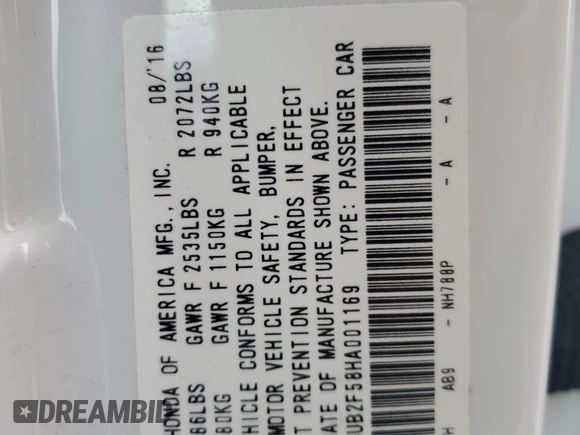 HONDA OF AMERICA MFG., INC. 08/'16
86LBS GAWR F 2535LBS R 2072LBS
80KG GAWR F 1150KG R 940KG
HICLE CONFORMS TO ALL APPLICABLE
MOTOR VEHICLE SAFETY, BUMPER,
T PREVENTION STANDARDS IN EFFECT
ATE OF MANUFACTURE SHOWN ABOVE.
UB2F58HA001169 TYPE: PASSENGER CAR
H AB9 - NH788P - A - A
DREAMBID